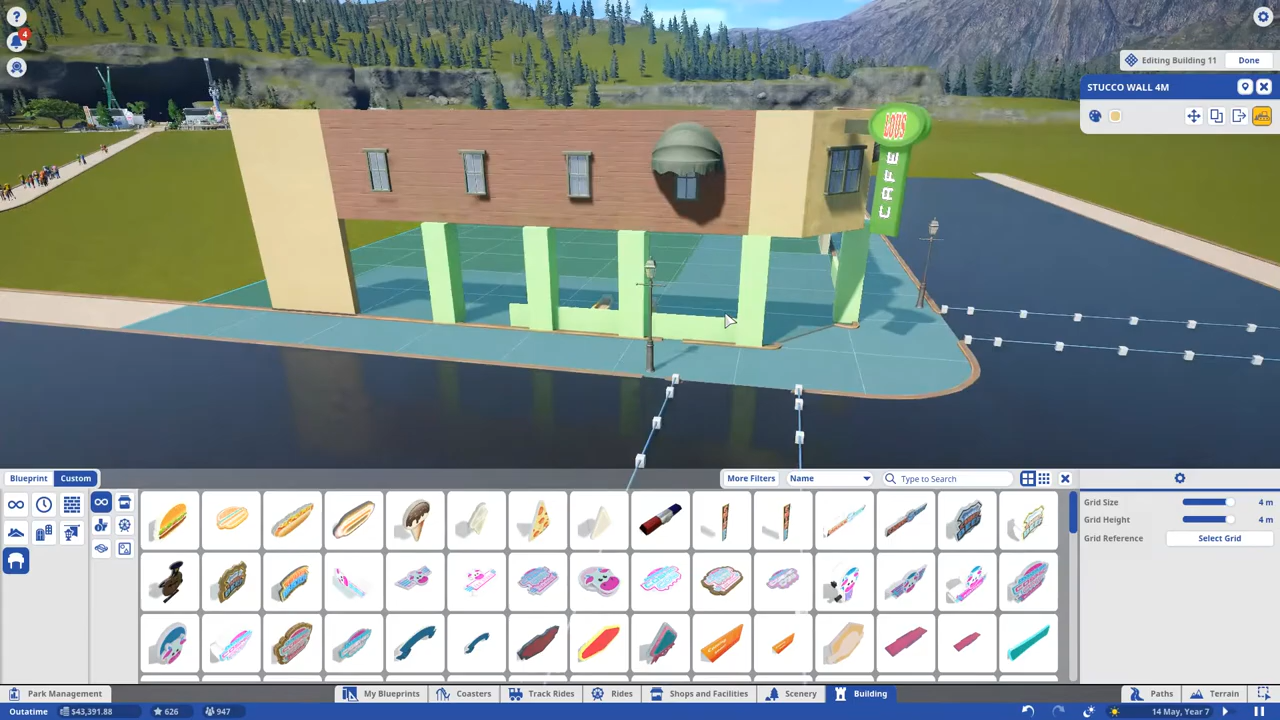 ?
4
Editing Building 11 Done
STUCCO WALL 4M
LOUS
CAFE
Blueprint Custom
More Filters Name Type to Search
Grid Size 4 m
Grid Height 4 m
Grid Reference Select Grid
Park Management My Blueprints Coasters Track Rides Rides Shops and Facilities Scenery Building Paths Terrain
Outatime $43,391.88 626 947 14 May, Year 7